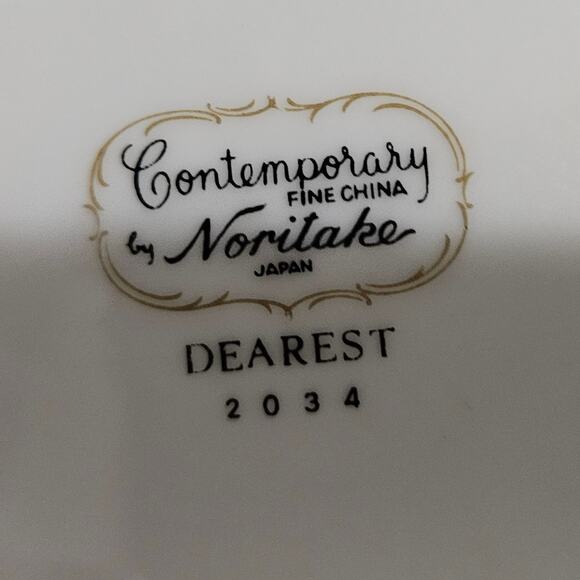 Contemporary
FINE CHINA
by Noritake
JAPAN
DEAREST
2034